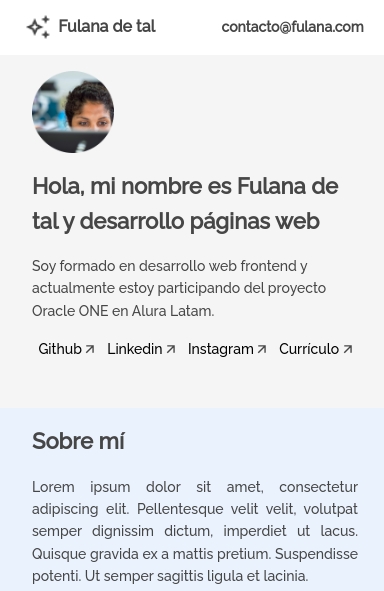 Fulana de tal
contacto@fulana.com
Hola, mi nombre es Fulana de
tal y desarrollo páginas web
Soy formado en desarrollo web frontend y
actualmente estoy participando del proyecto
Oracle ONE en Alura Latam.
Github Linkedin Instagram Currículo
Sobre mí
Lorem ipsum dolor sit amet, consectetur
adipiscing elit. Pellentesque velit velit, volutpat
semper dignissim dictum, imperdiet ut lacus.
Quisque gravida ex a mattis pretium. Suspendisse
potenti. Ut semper sagittis ligula et lacinia.